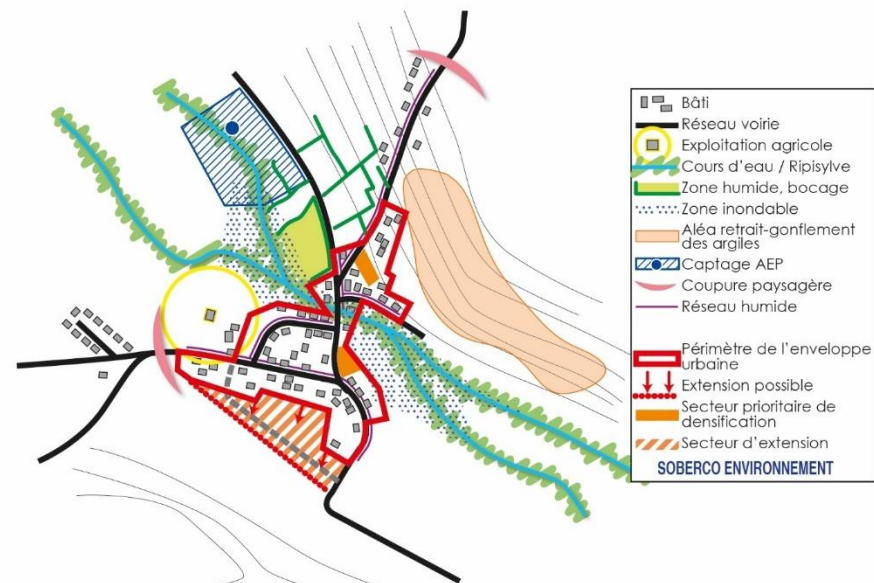 Bâti
Réseau voirie
Exploitation agricole
Cours d'eau / Ripisylve
Zone humide, bocage
Zone inondable
Aléa retrait-gonflement
des argiles
Captage AEP
Coupure paysagère
Réseau humide
Périmètre de l'enveloppe
urbaine
Extension possible
Secteur prioritaire de
densification
Secteur d'extension
SOBERCO ENVIRONNEMENT